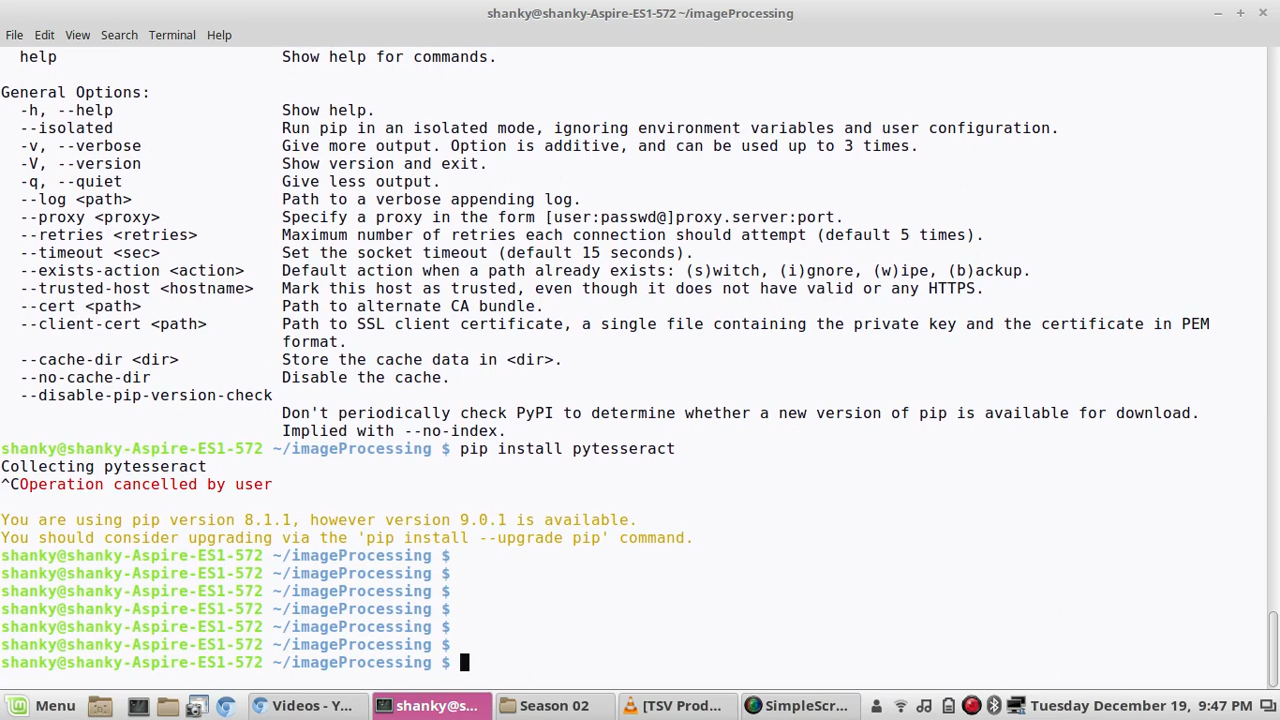 shanky@shanky-Aspire-ES1-572 ~/imageProcessing
File Edit View Search Terminal Help
help Show help for commands.
General Options:
-h, --help Show help.
--isolated Run pip in an isolated mode, ignoring environment variables and user configuration.
-v, --verbose Give more output. Option is additive, and can be used up to 3 times.
-V, --version Show version and exit.
-q, --quiet Give less output.
--log <path> Path to a verbose appending log.
--proxy <proxy> Specify a proxy in the form [user:passwd@]proxy.server:port.
--retries <retries> Maximum number of retries each connection should attempt (default 5 times).
--timeout <sec> Set the socket timeout (default 15 seconds).
--exists-action <action> Default action when a path already exists: (s)witch, (i)gnore, (w)ipe, (b)ackup.
--trusted-host <hostname> Mark this host as trusted, even though it does not have valid or any HTTPS.
--cert <path> Path to alternate CA bundle.
--client-cert <path> Path to SSL client certificate, a single file containing the private key and the certificate in PEM
format.
--cache-dir <dir> Store the cache data in <dir>.
--no-cache-dir Disable the cache.
--disable-pip-version-check
Don't periodically check PyPI to determine whether a new version of pip is available for download.
Implied with --no-index.
shanky@shanky-Aspire-ES1-572 ~/imageProcessing $ pip install pytesseract
Collecting pytesseract
^COperation cancelled by user
You are using pip version 8.1.1, however version 9.0.1 is available.
You should consider upgrading via the 'pip install --upgrade pip' command.
shanky@shanky-Aspire-ES1-572 ~/imageProcessing $
shanky@shanky-Aspire-ES1-572 ~/imageProcessing $
shanky@shanky-Aspire-ES1-572 ~/imageProcessing $
shanky@shanky-Aspire-ES1-572 ~/imageProcessing $
shanky@shanky-Aspire-ES1-572 ~/imageProcessing $
shanky@shanky-Aspire-ES1-572 ~/imageProcessing $
shanky@shanky-Aspire-ES1-572 ~/imageProcessing $
Menu Videos - Y... shanky@s... Season 02 [TSV Prod... SimpleScr... Tuesday December 19, 9:47 PM